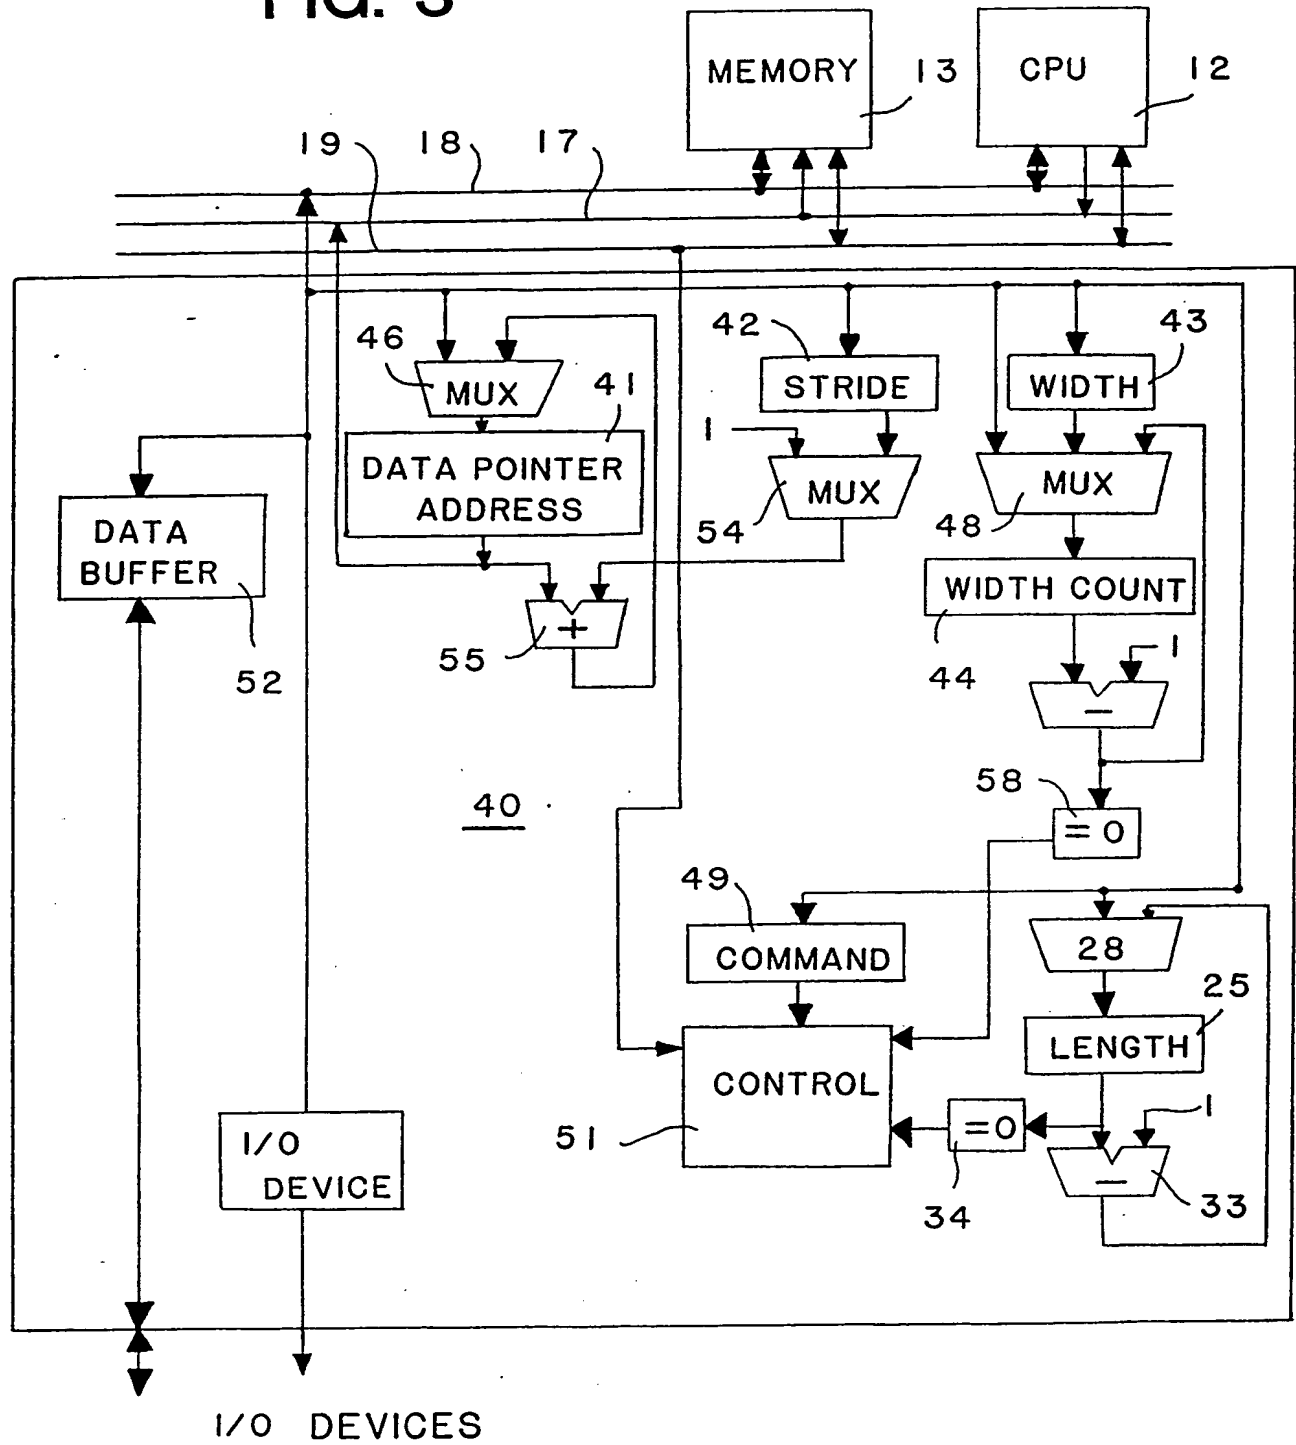 FIG. 3
MEMORY
13
CPU
12
19
18
17
46
MUX
41
DATA POINTER
ADDRESS
42
STRIDE
43
WIDTH
1
MUX
54
MUX
48
DATA
BUFFER
52
+
55
WIDTH COUNT
44
1
−
40
58
= 0
49
COMMAND
28
25
LENGTH
CONTROL
51
= 0
34
1
−
33
I/O
DEVICE
I/O DEVICES